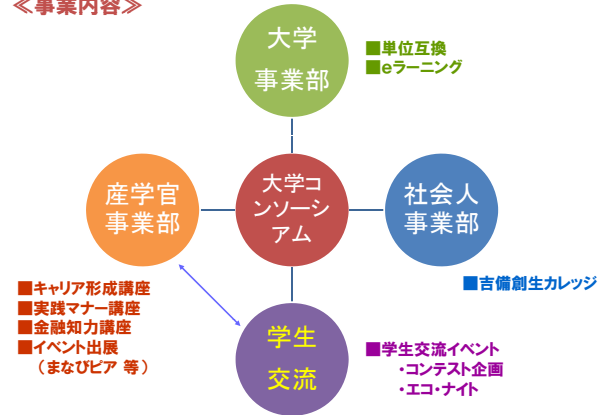 ≪事業内容≫
大学
事業部
■単位互換
■eラーニング
産学官
事業部
大学コ
ンソーシ
アム
社会人
事業部
■キャリア形成講座
■実践マナー講座
■金融知力講座
■イベント出展
（まなびピア 等）
■吉備創生カレッジ
学生
交流
■学生交流イベント
・コンテスト企画
・エコ・ナイト